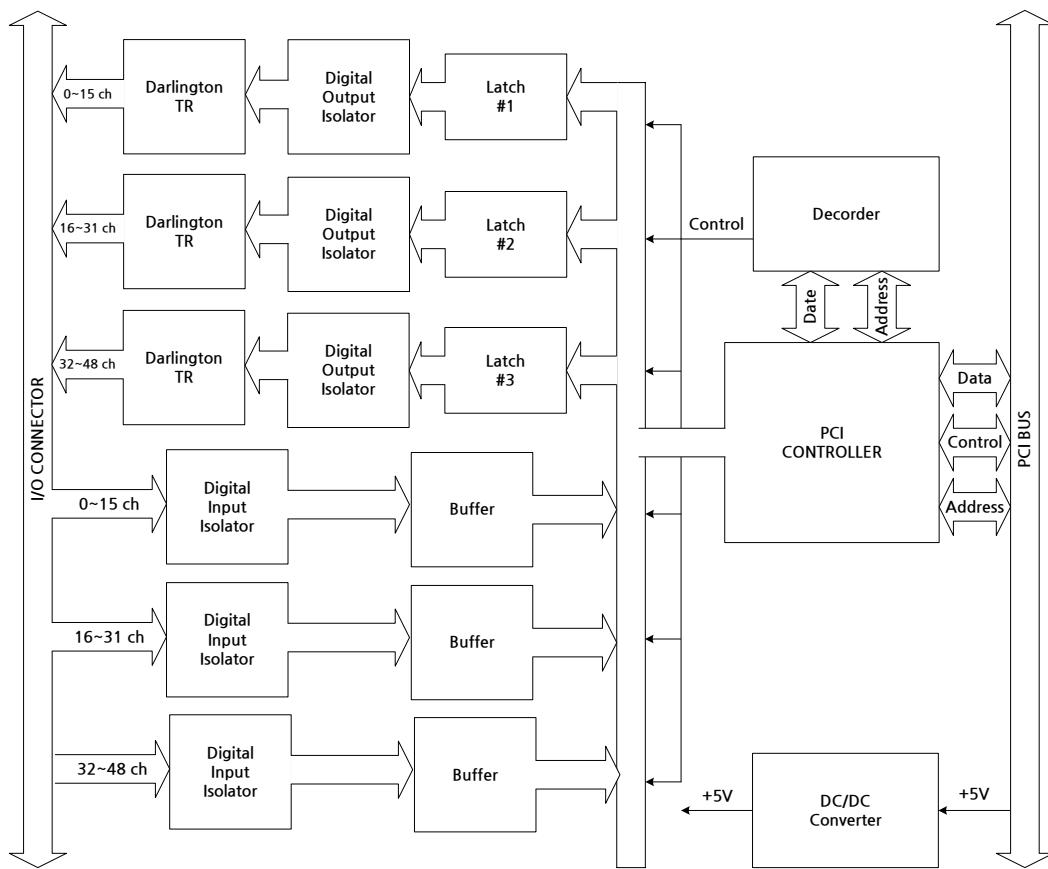 0~15 ch
Darlington
TR
Digital
Output
Isolator
Latch
#1
16~31 ch
Darlington
TR
Digital
Output
Isolator
Latch
#2
32~48 ch
Darlington
TR
Digital
Output
Isolator
Latch
#3
0~15 ch
Digital
Input
Isolator
Buffer
16~31 ch
Digital
Input
Isolator
Buffer
32~48 ch
Digital
Input
Isolator
Buffer
I/O CONNECTOR
Control
Decorder
Date
Address
PCI
CONTROLLER
Data
Control
Address
PCI BUS
+5V
DC/DC
Converter
+5V